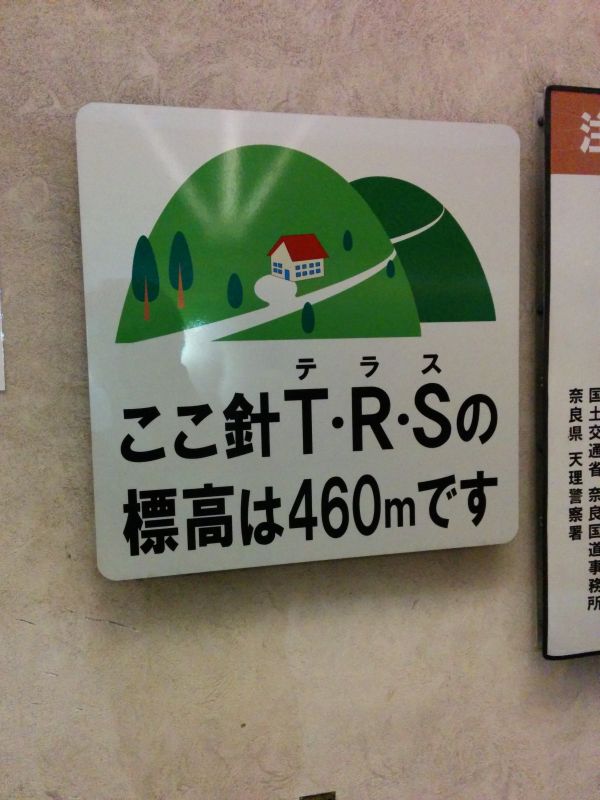 テラス
ここ針T·R·Sの
標高は460mです
注
国土交通省 奈良国道事務所
奈良県 天理警察署